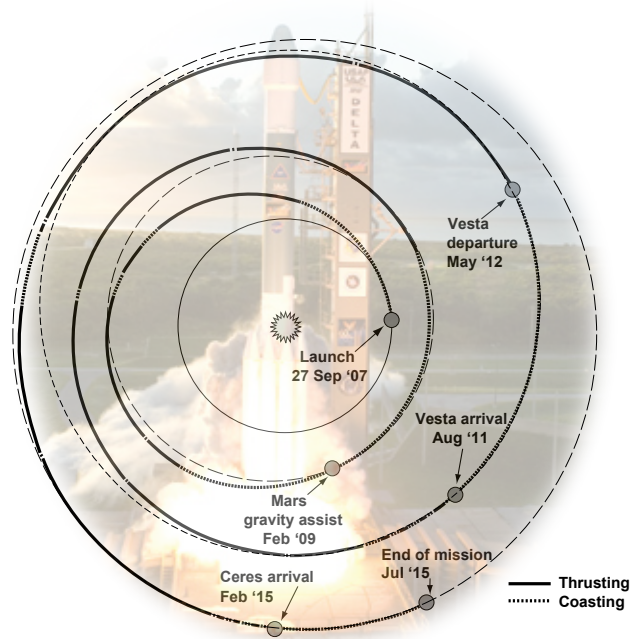 DELTA
Vesta
departure
May ‘12
Launch
27 Sep ‘07
Vesta arrival
Aug ‘11
Mars
gravity assist
Feb ‘09
End of mission
Jul ‘15
Ceres arrival
Feb ‘15
Thrusting
Coasting